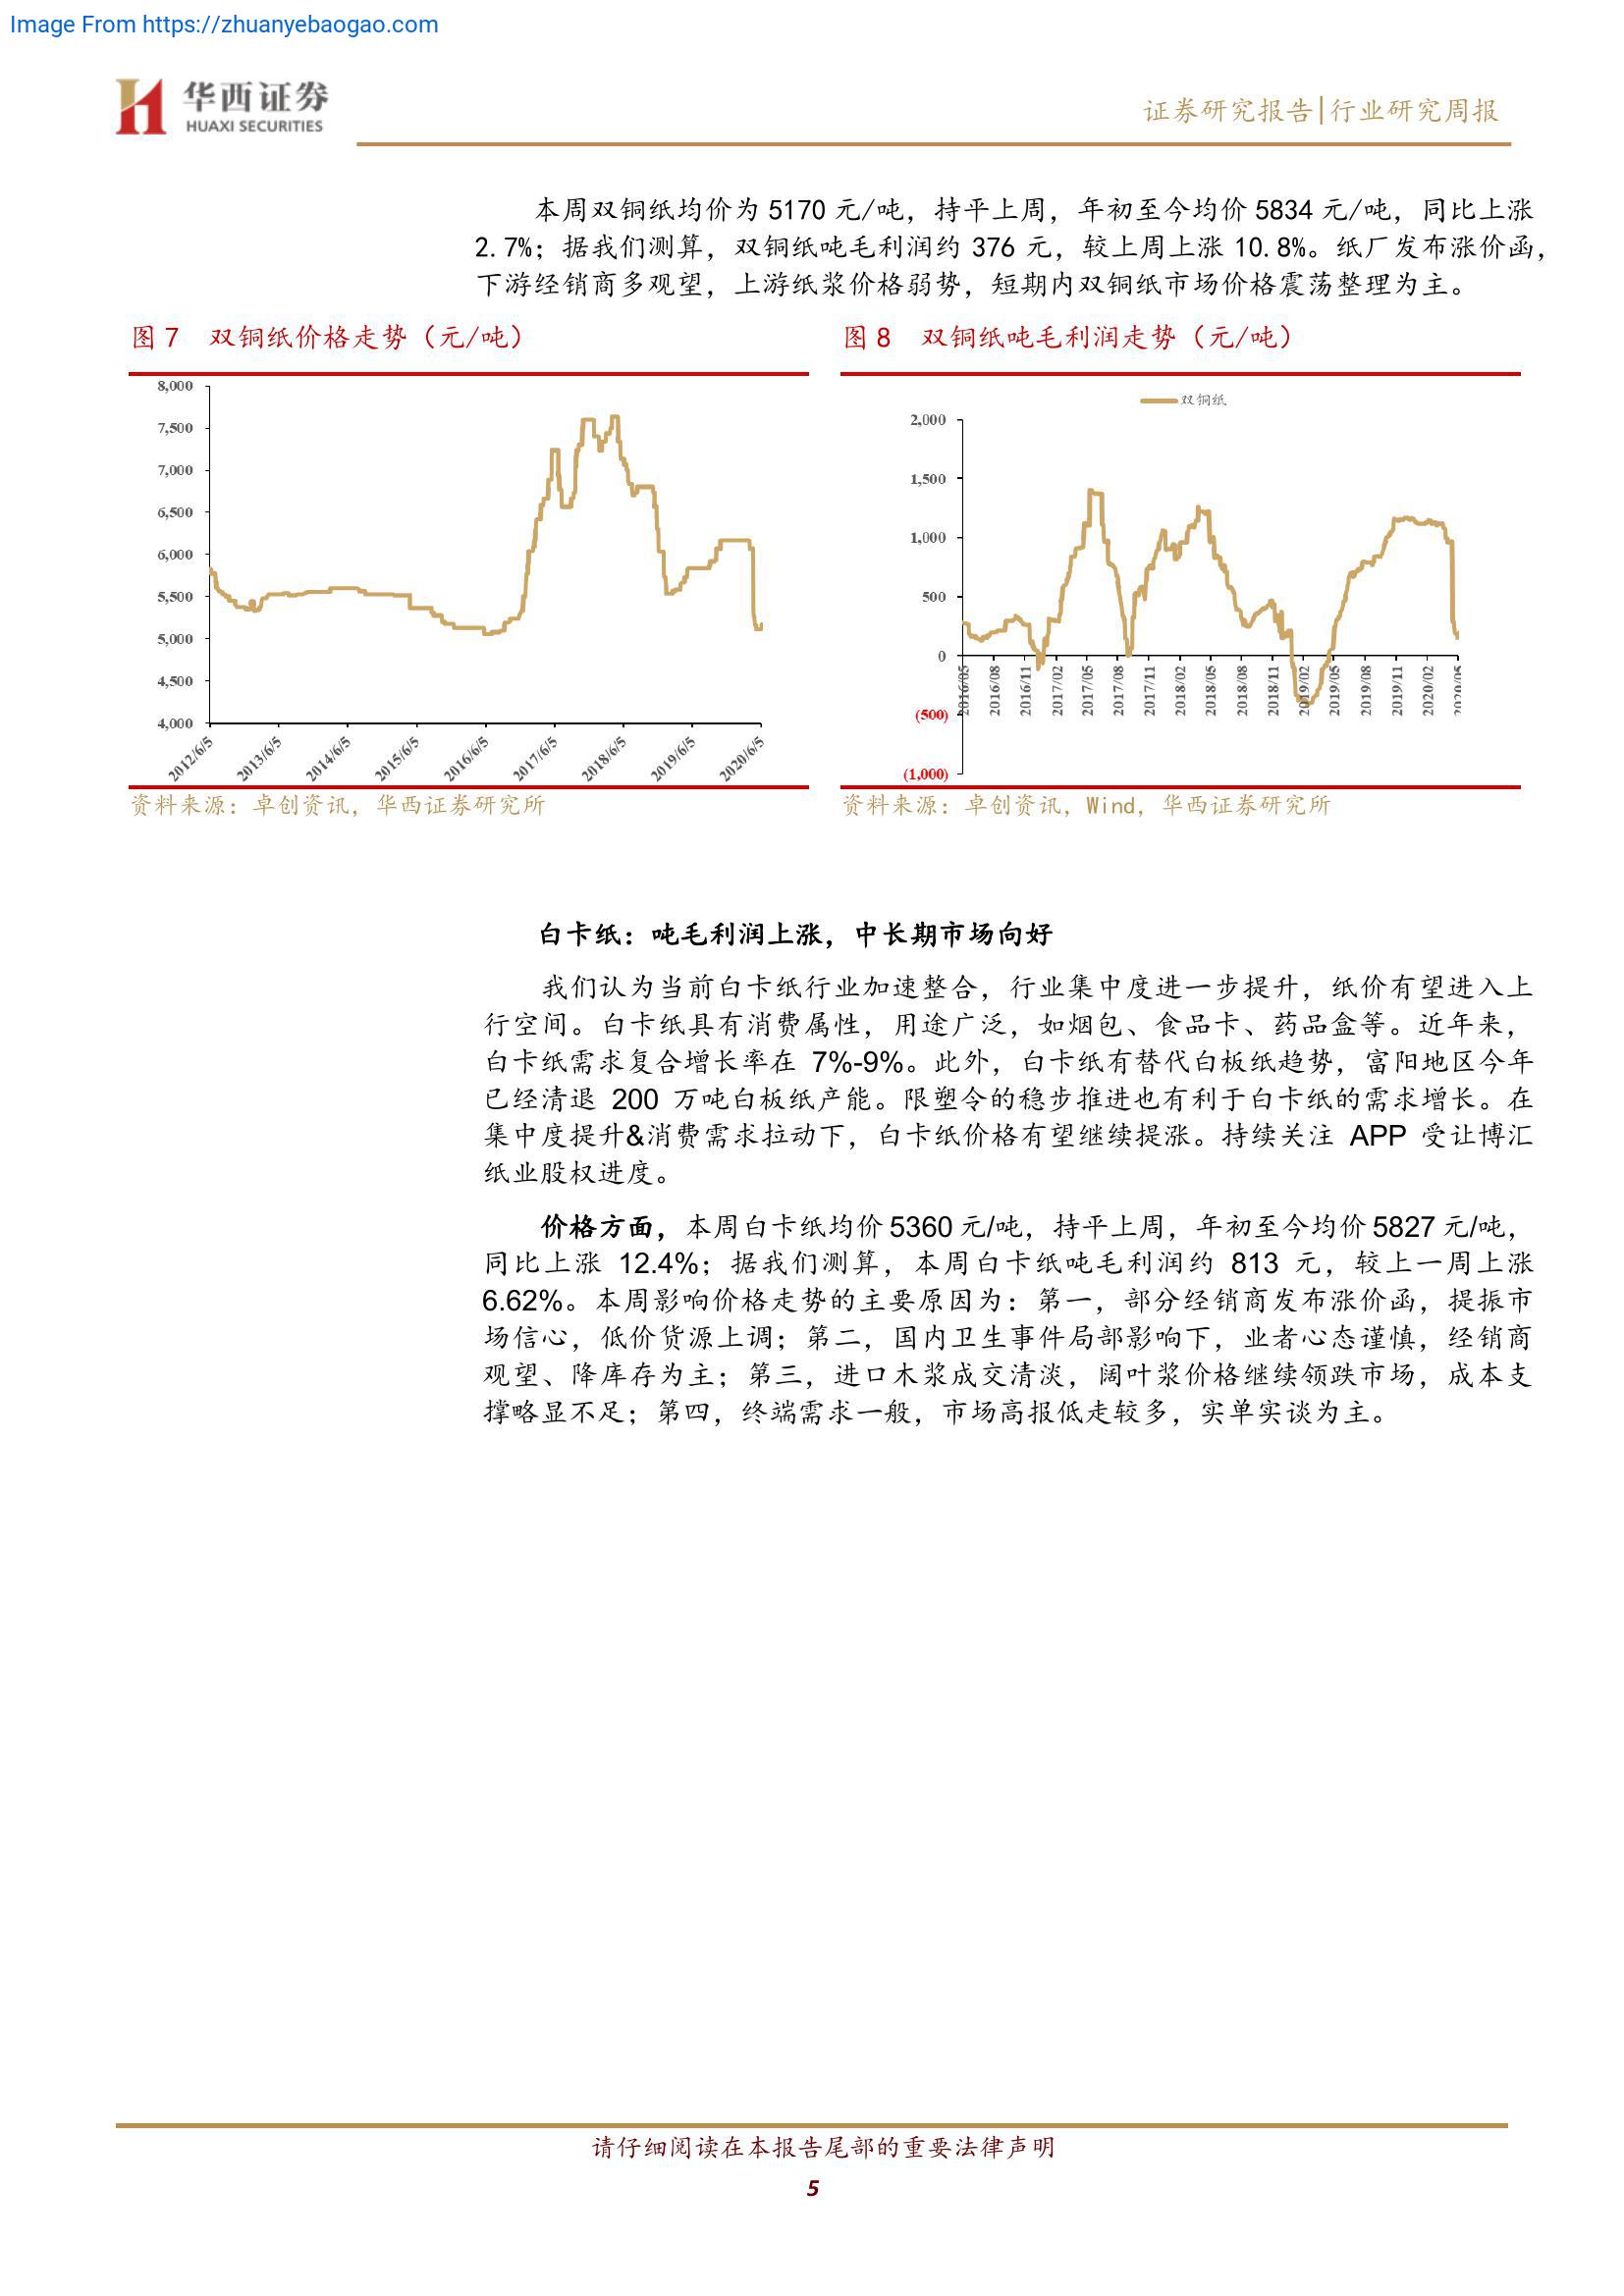 Image From https://zhuanyebaogao.com
华西证券
HUAXI SECURITIES
证券研究报告|行业研究周报
本周双铜纸均价为 5170 元/吨，持平上周，年初至今均价 5834 元/吨，同比上涨
2.7%；据我们测算，双铜纸吨毛利润约 376 元，较上周上涨 10.8%。纸厂发布涨价函，
下游经销商多观望，上游纸浆价格弱势，短期内双铜纸市场价格震荡整理为主。
图 7 双铜纸价格走势（元/吨）
8,000
7,500
7,000
6,500
6,000
5,500
5,000
4,500
4,000
2012/6/5
2013/6/5
2014/6/5
2015/6/5
2016/6/5
2017/6/5
2018/6/5
2019/6/5
2020/6/5
资料来源：卓创资讯，华西证券研究所
图 8 双铜纸吨毛利润走势（元/吨）
双铜纸
2,000
1,500
1,000
500
0
(500)
(1,000)
2016/05
2016/08
2016/11
2017/02
2017/05
2017/08
2017/11
2018/02
2018/05
2018/08
2018/11
2019/02
2019/05
2019/08
2019/11
2020/02
2020/05
资料来源：卓创资讯，Wind，华西证券研究所
白卡纸：吨毛利润上涨，中长期市场向好
我们认为当前白卡纸行业加速整合，行业集中度进一步提升，纸价有望进入上
行空间。白卡纸具有消费属性，用途广泛，如烟包、食品卡、药品盒等。近年来，
白卡纸需求复合增长率在 7%-9%。此外，白卡纸有替代白板纸趋势，富阳地区今年
已经清退 200 万吨白板纸产能。限塑令的稳步推进也有利于白卡纸的需求增长。在
集中度提升&消费需求拉动下，白卡纸价格有望继续提涨。持续关注 APP 受让博汇
纸业股权进度。
价格方面，本周白卡纸均价 5360 元/吨，持平上周，年初至今均价 5827 元/吨，
同比上涨 12.4%；据我们测算，本周白卡纸吨毛利润约 813 元，较上一周上涨
6.62%。本周影响价格走势的主要原因为：第一，部分经销商发布涨价函，提振市
场信心，低价货源上调；第二，国内卫生事件局部影响下，业者心态谨慎，经销商
观望、降库存为主；第三，进口木浆成交清淡，阔叶浆价格继续领跌市场，成本支
撑略显不足；第四，终端需求一般，市场高报低走较多，实单实谈为主。
请仔细阅读在本报告尾部的重要法律声明
5